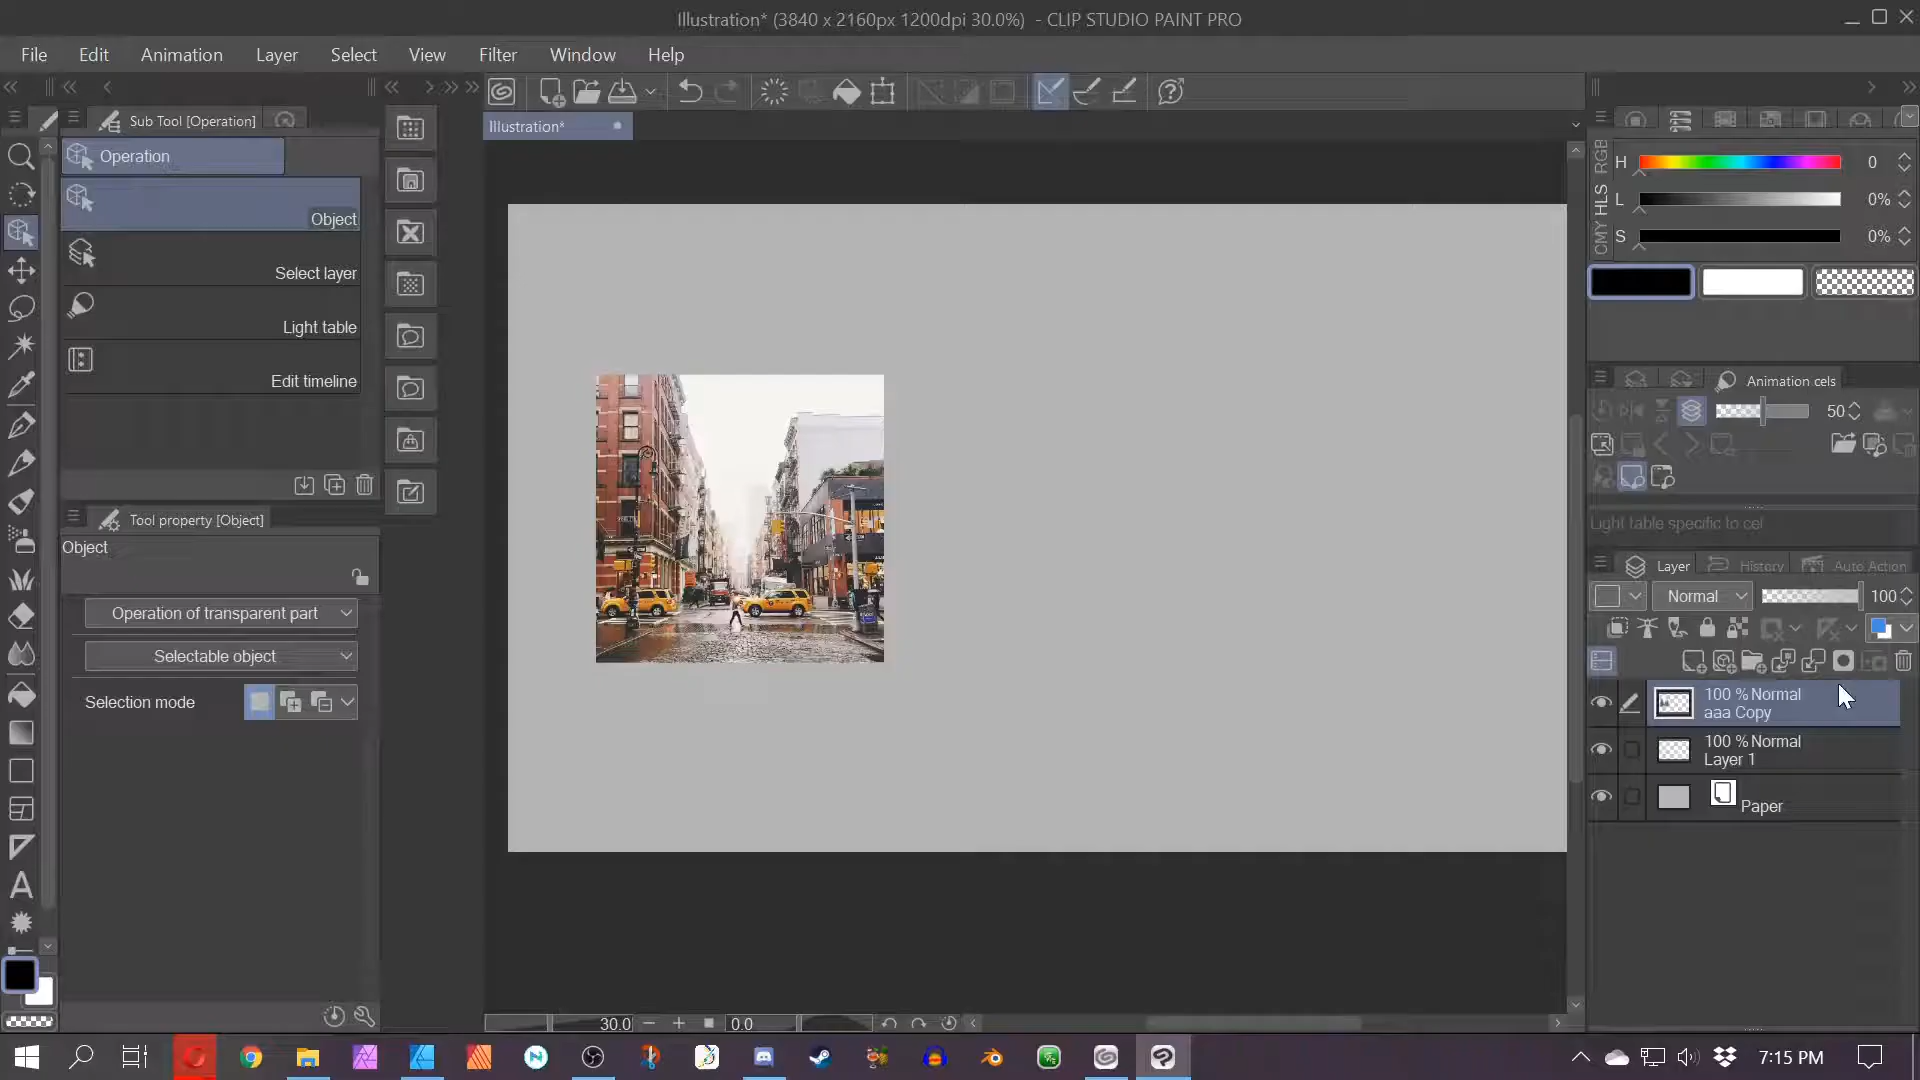 Illustration* (3840 x 2160px 1200dpi 30.0%) - CLIP STUDIO PAINT PRO
File Edit Animation Layer Select View Filter Window Help
Sub Tool [Operation]
Illustration*
Operation
Object
Select layer
Light table
Edit timeline
Tool property [Object]
Object
Operation of transparent part
Selectable object
Selection mode
RGB
HLS
CMY
H 0
L 0%
S 0%
Animation cels
50
Light table specific to cel
Layer History Auto Action
Normal 100
100 % Normal
aaa Copy
100 % Normal
Layer 1
Paper
30.0 0.0
7:15 PM